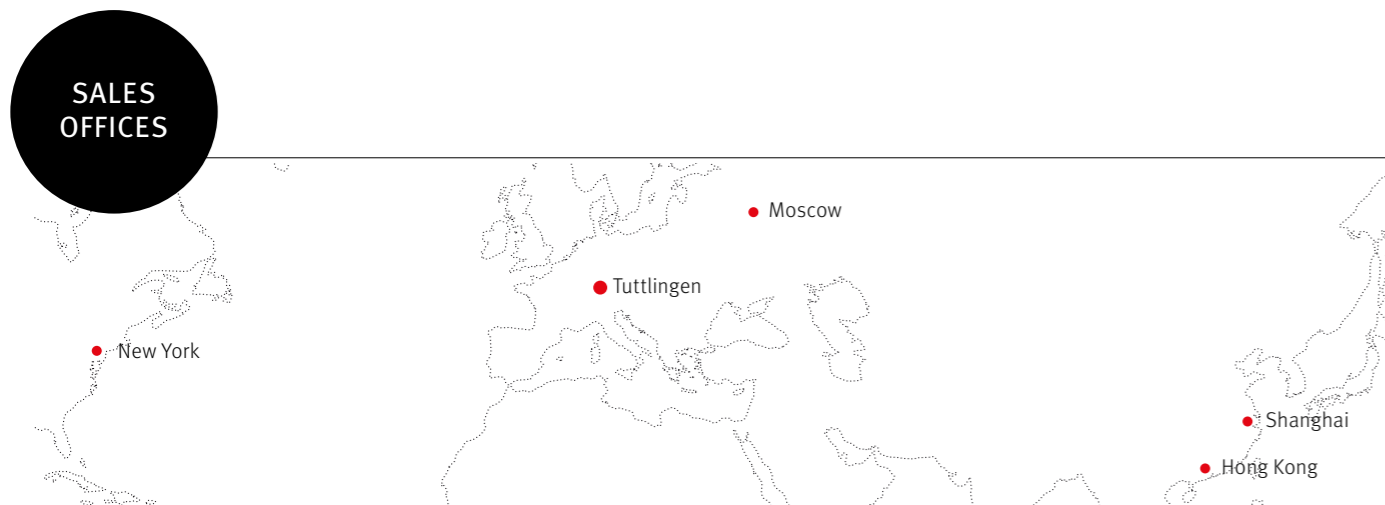 SALES
OFFICES
Moscow
Tuttlingen
New York
Shanghai
Hong Kong